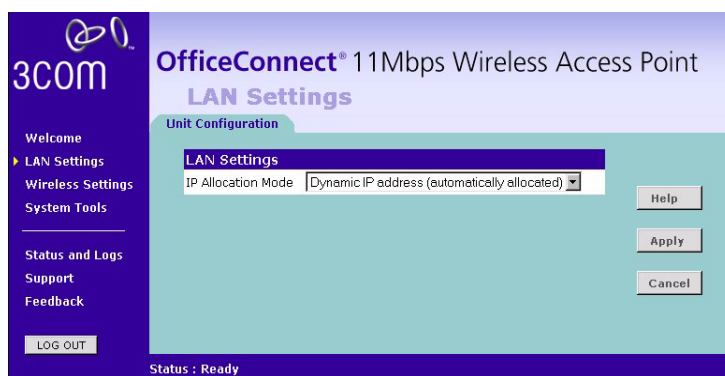 3COM
OfficeConnect® 11Mbps Wireless Access Point
LAN Settings
Unit Configuration
Welcome
LAN Settings
Wireless Settings
System Tools
Status and Logs
Support
Feedback
LOG OUT
LAN Settings
IP Allocation Mode Dynamic IP address (automatically allocated)
Help
Apply
Cancel
Status : Ready